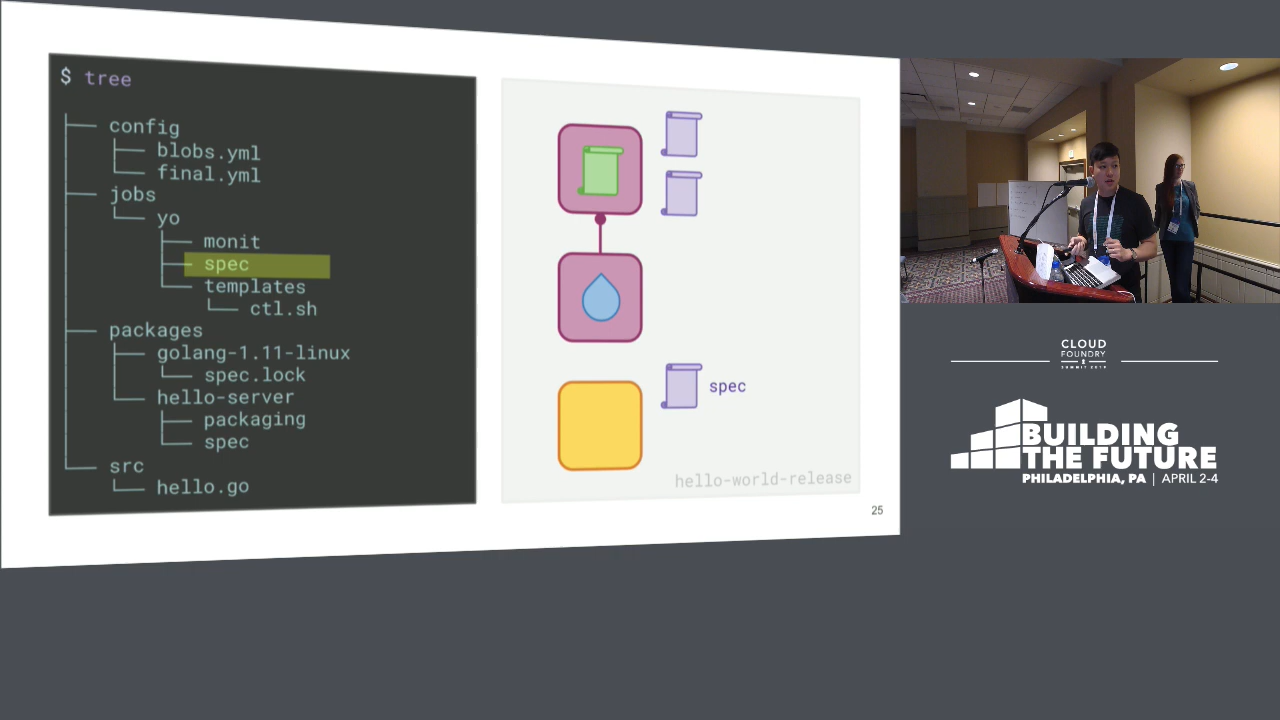 $ tree
config
blobs.yml
final.yml
jobs
yo
monit
spec
templates
ctl.sh
packages
golang-1.11-linux
spec.lock
hello-server
packaging
spec
src
hello.go
spec
hello-world-release
25
CLOUD
FOUNDRY
SUMMIT 2019
BUILDING
THE FUTURE
PHILADELPHIA, PA | APRIL 2-4